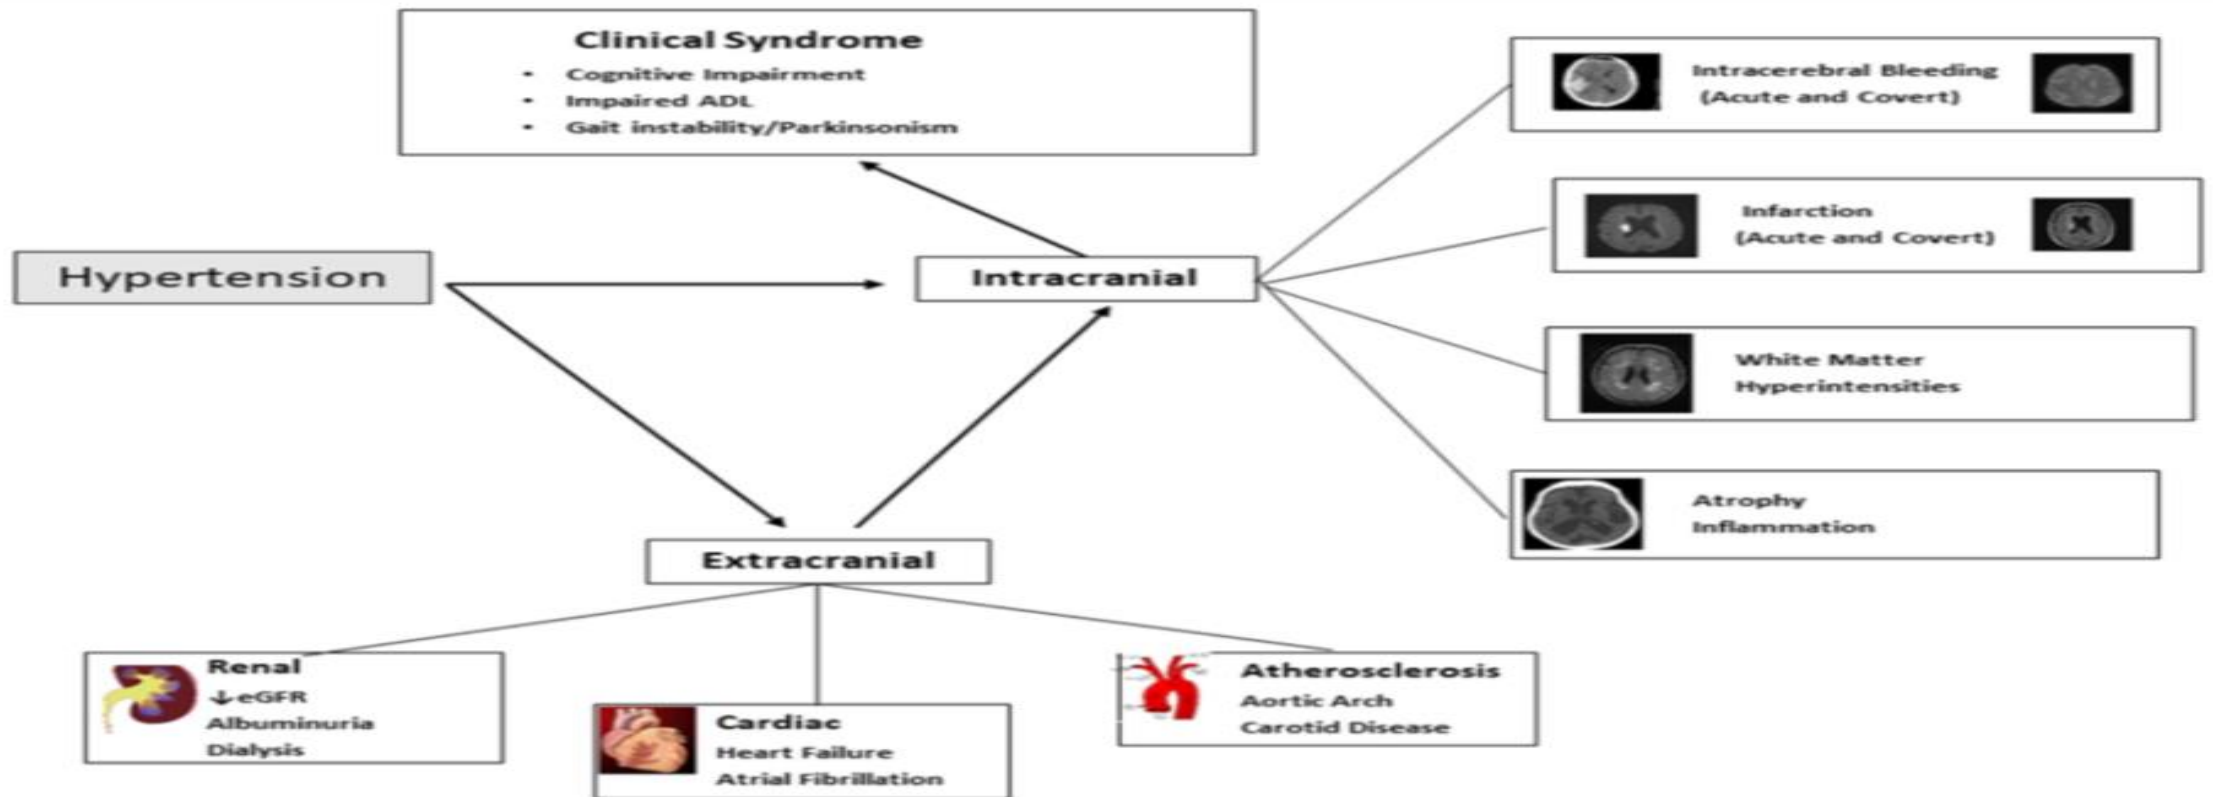 Clinical Syndrome
• Cognitive Impairment
• Impaired ADL
• Gait instability/Parkinsonism
Intracerebral Bleeding
(Acute and Covert)
Infarction
(Acute and Covert)
Hypertension
Intracranial
White Matter
Hyperintensities
Atrophy
Inflammation
Extracranial
Renal
↓eGFR
Albuminuria
Dialysis
Cardiac
Heart Failure
Atrial Fibrillation
Atherosclerosis
Aortic Arch
Carotid Disease